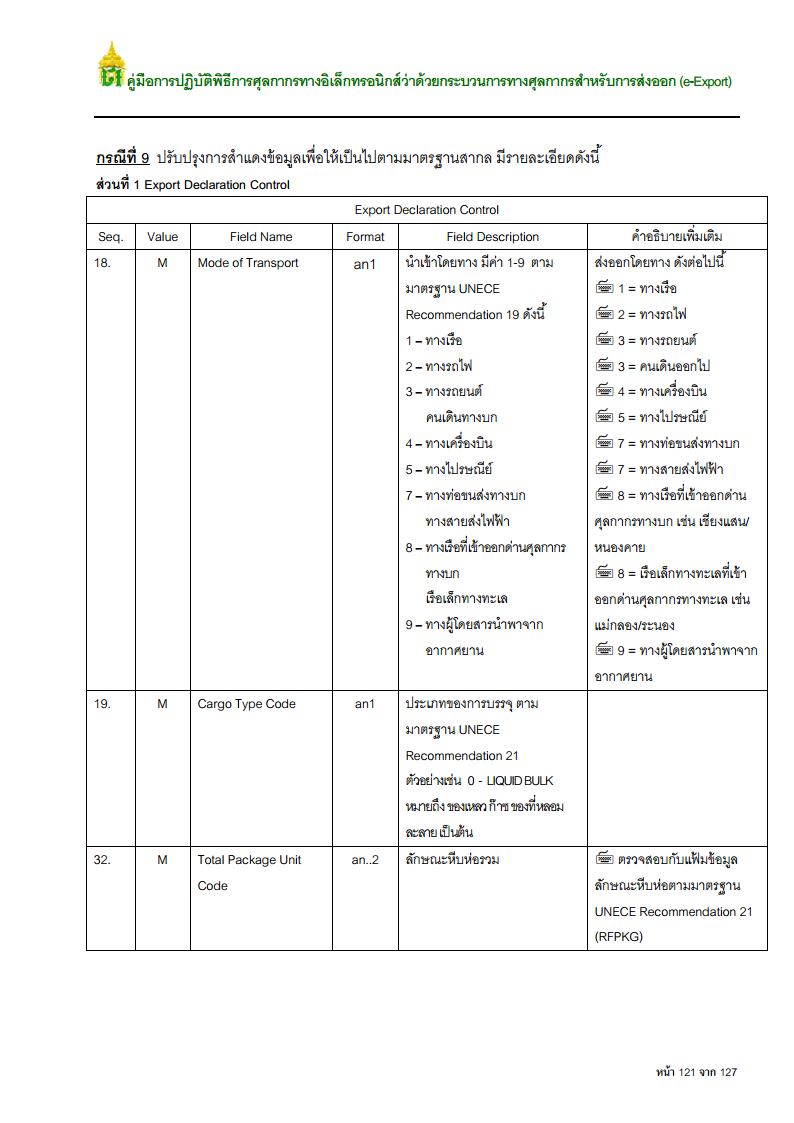 คู่มือการปฏิบัติพิธีการศุลกากรทางอิเล็กทรอนิกส์ว่าด้วยกระบวนการทางศุลกากรสำหรับการส่งออก (e-Export)
กรณีที่ 9 ปรับปรุงการสำแดงข้อมูลเพื่อให้เป็นไปตามมาตรฐานสากล มีรายละเอียดดังนี้
ส่วนที่ 1 Export Declaration Control
Export Declaration Control
Seq. Value Field Name Format Field Description คำอธิบายเพิ่มเติม
18. M Mode of Transport an1 นำเข้าโดยทาง มีค่า 1-9 ตาม ส่งออกโดยทาง ดังต่อไปนี้
มาตรฐาน UNECE 1 = ทางเรือ
Recommendation 19 ดังนี้ 2 = ทางรถไฟ
1 – ทางเรือ 3 = ทางรถยนต์
2 – ทางรถไฟ 3 = คนเดินออกไป
3 – ทางรถยนต์ 4 = ทางเครื่องบิน
คนเดินทางบก 5 = ทางไปรษณีย์
4 – ทางเครื่องบิน 7 = ทางท่อขนส่งทางบก
5 – ทางไปรษณีย์ 7 = ทางสายส่งไฟฟ้า
7 – ทางท่อขนส่งทางบก 8 = ทางเรือที่เข้าออกด่าน
ทางสายส่งไฟฟ้า ศุลกากรทางบก เช่น เชียงแสน/
8 – ทางเรือที่เข้าออกด่านศุลกากร หนองคาย
ทางบก 8 = เรือเล็กทางทะเลที่เข้า
เรือเล็กทางทะเล ออกด่านศุลกากรทางทะเล เช่น
9 – ทางผู้โดยสารนำพาจาก แม่กลอง/ระนอง
อากาศยาน 9 = ทางผู้โดยสารนำพาจาก
อากาศยาน
19. M Cargo Type Code an1 ประเภทของการบรรจุ ตาม
มาตรฐาน UNECE
Recommendation 21
ตัวอย่างเช่น 0 - LIQUID BULK
หมายถึง ของเหลว ก๊าซ ของที่หลอม
ละลาย เป็นต้น
32. M Total Package Unit an..2 ลักษณะหีบห่อรวม ตรวจสอบกับแฟ้มข้อมูล
Code ลักษณะหีบห่อตามมาตรฐาน
UNECE Recommendation 21
(RFPKG)
หน้า 121 จาก 127